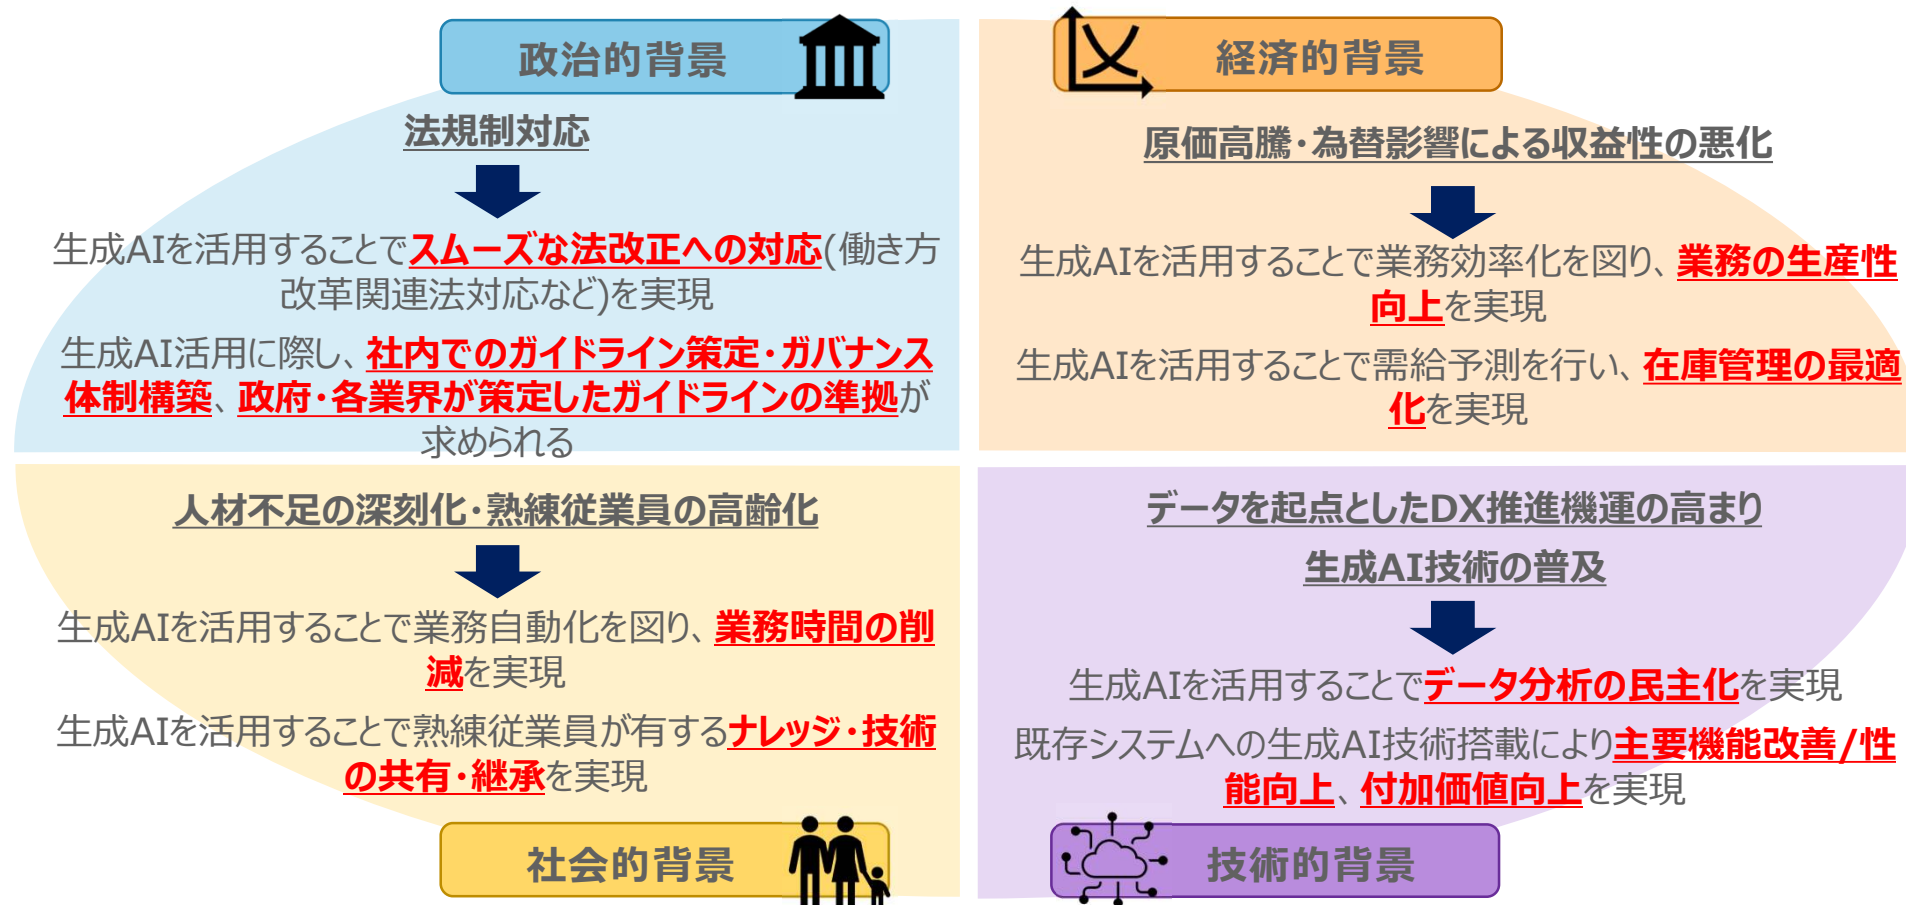 政治的背景
法規制対応
生成AIを活用することでスムーズな法改正への対応(働き方
改革関連法対応など)を実現
生成AI活用に際し、社内でのガイドライン策定・ガバナンス
体制構築、政府・各業界が策定したガイドラインの準拠が
求められる
経済的背景
原価高騰・為替影響による収益性の悪化
生成AIを活用することで業務効率化を図り、業務の生産性
向上を実現
生成AIを活用することで需給予測を行い、在庫管理の最適
化を実現
人材不足の深刻化・熟練従業員の高齢化
生成AIを活用することで業務自動化を図り、業務時間の削
減を実現
生成AIを活用することで熟練従業員が有するナレッジ・技術
の共有・継承を実現
社会的背景
データを起点としたDX推進機運の高まり
生成AI技術の普及
生成AIを活用することでデータ分析の民主化を実現
既存システムへの生成AI技術搭載により主要機能改善/性
能向上、付加価値向上を実現
技術的背景